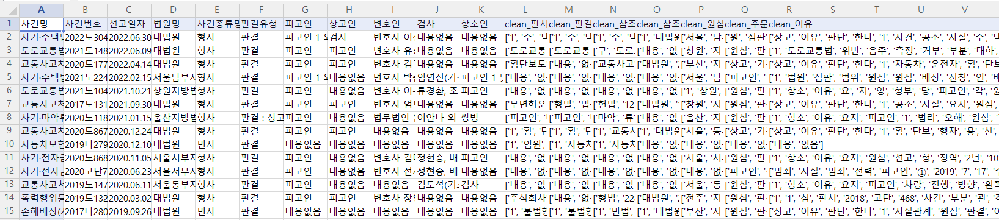 A B C D E F G H I J K L M N O P Q R S T U V
1 사건명 사건번호 선고일자 법원명 사건종류명 판결유형 피고인 상고인 변호인 검사 항소인 clean_판시 clean_판결 clean_참조 clean_참조 clean_원심 clean_주문 clean_이유
2 사기·주택법 2022도304 2022.06.30 대법원 형사 판결 피고인 1 외 검사 변호사 이 내용없음 내용없음 ['1', '주', '택 ['1', '주', '택 ['1', '주', '택 ['1', '대법원 ['서울', '남- ['원', '심판 ['상고', '이유', '판단', '한다', '1', '사건', '공소', '사실', '주', '택
3 도로교통법 2021도148 2022.06.09 대법원 형사 판결 피고인 피고인 변호사 유 내용없음 내용없음 ['도로교통 ['도로교통 ['구', '도로. ['내용', '없- ['창원', '지 ['원심', '판 ['1', '도로교통법', '위반', '음주', '측정', '거부', '부분', '대하',
4 교통사고처 2020도177 2022.04.14 대법원 형사 판결 피고인 피고인 변호사 김 내용없음 내용없음 ['횡단보도 ['내용', '없- ['교통사고 ['대법원', '2 ['부산', '지 ['상고', '기 ['상고', '이유', '판단', '한다', '1', '자동차', '운전자', '횡', '단보
5 사기·주택법 2021노224 2022.02.15 서울남부지 형사 판결 피고인 1 외 내용없음 변호사 박 임연진(기소 피고인 1 및 ['내용', '없- ['내용', '없- ['내용', '없- ['내용', '없- ['서울', '남- ['피고인', ' ['1', '법원', '심판', '범위', '원심', '원심', '배상', '신청', '인', '배
6 도로교통법 2021노104 2021.10.21 창원지방법 형사 판결 피고인 내용없음 변호사 이 류경환, 조 피고인 ['내용', '없- ['내용', '없- ['내용', '없- ['내용', '없- ['1', '창원', ['원심', '판 ['1', '항소', '이유', '요', '지', '양', '형부', '당', '피고인', '각', '원
7 도로교통법 2017도131 2021.09.30 대법원 형사 판결 피고인 피고인 변호사 엄 내용없음 내용없음 ['무면허운 ['형벌', '법 ['헌법', '12 ['대법원', '2 ['창원', '지 ['원심', '판 ['상고', '이유', '판단', '한다', '1', '공소', '사실', '요지', '원
8 사기·마약류 2020노118 2021.01.15 울산지방법 형사 판결 : 상고 피고인 내용없음 법무법인 이안나 외 쌍방 ['피고인', ' ['피고인', ' ['마약', '류 ['내용', '없- ['울산', '지 ['원심', '판 ['1', '항소', '이유', '요지', '피고인', '1', '법리', '오해', '원심',
9 교통사고처 2020도867 2020.12.24 대법원 형사 판결 피고인 피고인 내용없음 내용없음 내용없음 ['1', '횡', '단 ['1', '횡', '단 ['1', '교통사 ['1', '대법원 ['서울', '동- ['상고', '기 ['상고', '이유', '판단', '한다', '1', '횡', '단보', '행자', '용', '신',
10 자동차보험 2019다279 2020.12.10 대법원 민사 판결 내용없음 내용없음 내용없음 내용없음 내용없음 ['1', '입원', ['1', '자동차 ['1', '자동차 ['내용', '없- ['내용', '없- ['내용', '없- ['내용', '없음']
11 사기·전자금 2020노868 2020.11.05 서울서부지 형사 판결 피고인 내용없음 변호사 김 정현승, 배 피고인 ['내용', '없- ['내용', '없- ['내용', '없- ['내용', '없- ['서울', '서- ['원심', '판 ['1', '항소', '이유', '요지', '원심', '선고', '형', '징역', '2년', '10
12 사기·전자금 2020고단7 2020.06.23 서울서부지 형사 판결 피고인 내용없음 변호사 전 정현승, 배 내용없음 ['내용', '없- ['내용', '없- ['내용', '없- ['내용', '없- ['내용', '없- ['피고인', ['범죄', '사실', '범죄', '전력', '피고인', '①', '2019', '7', '17',
13 교통사고처 2019노147 2020.06.11 서울동부지 형사 판결 피고인 내용없음 내용없음 김도석(기소 검사 ['내용', '없- ['내용', '없- ['내용', '없- ['내용', '없- ['서울', '동- ['원심', '판 ['1', '항소', '이유', '요지', '피고인', '차량', '진행', '방향', '왼쪽
14 폭력행위등 2019도132 2020.03.02 대법원 형사 판결 피고인 피고인 변호사 장 내용없음 내용없음 ['주식회사 ['내용', '없- ['형법', '22 ['대법원', '2 ['전주', '지 ['원심', '판 ['1', '1', '심', '판시', '2018', '고단', '468', '사건', '부분', '관',
15 손해배상(기 2017다280 2019.09.26 대법원 민사 판결 내용없음 내용없음 내용없음 내용없음 내용없음 ['1', '불법행 ['1', '불법행 ['1', '민법', ['1', '대법원 ['부산', '지 ['원심', '판 ['상고', '이유', '판단', '한다', '1', '사실관계', '원심', '판결', '이